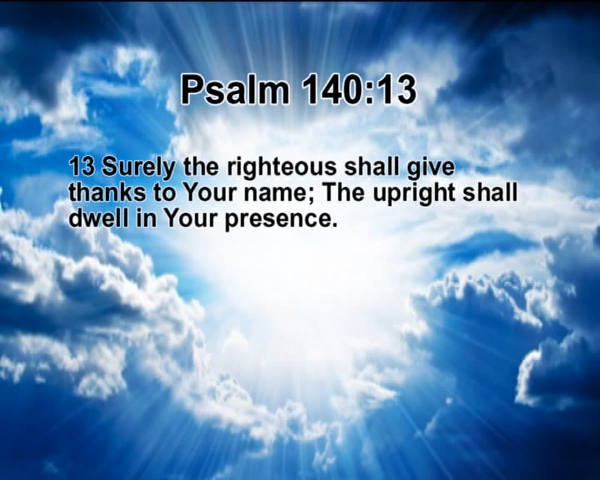 Psalm 140:13
13 Surely the righteous shall give
thanks to Your name; The upright shall
dwell in Your presence.